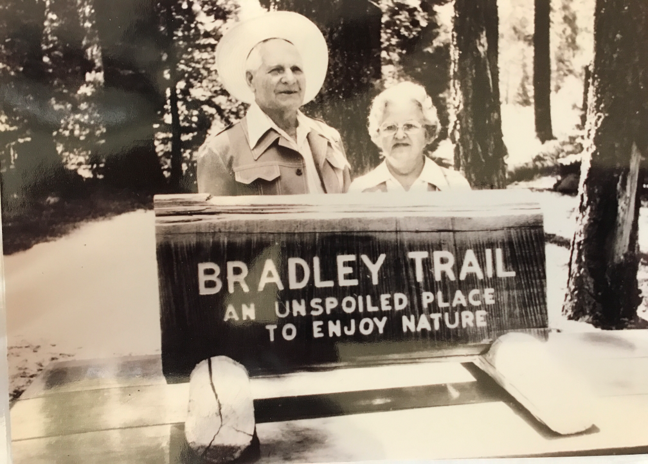 BRADLEY TRAIL
AN UNSPOILED PLACE
TO ENJOY NATURE